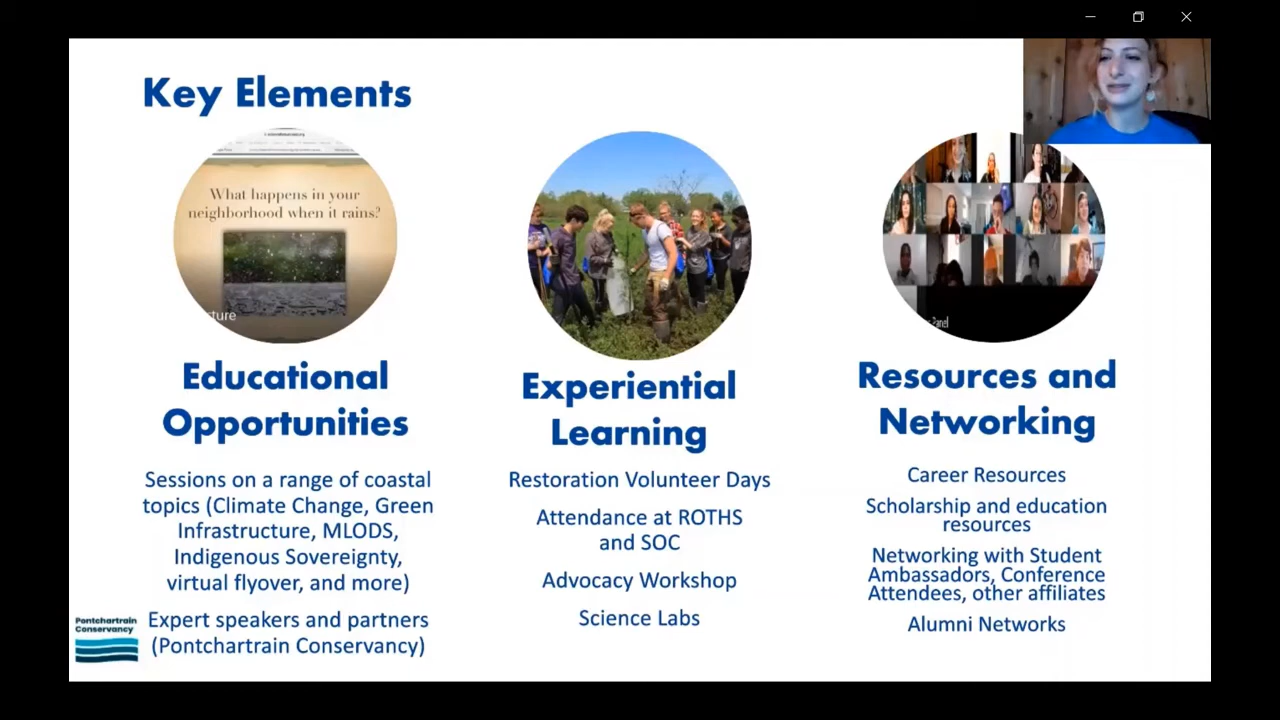 Key Elements
What happens in your
neighborhood when it rains?
cture
Panel
Educational
Opportunities
Sessions on a range of coastal
topics (Climate Change, Green
Infrastructure, MLODS,
Indigenous Sovereignty,
virtual flyover, and more)
Expert speakers and partners
(Pontchartrain Conservancy)
Pontchartrain
Conservancy
Experiential
Learning
Restoration Volunteer Days
Attendance at ROTHS
and SOC
Advocacy Workshop
Science Labs
Resources and
Networking
Career Resources
Scholarship and education
resources
Networking with Student
Ambassadors, Conference
Attendees, other affiliates
Alumni Networks